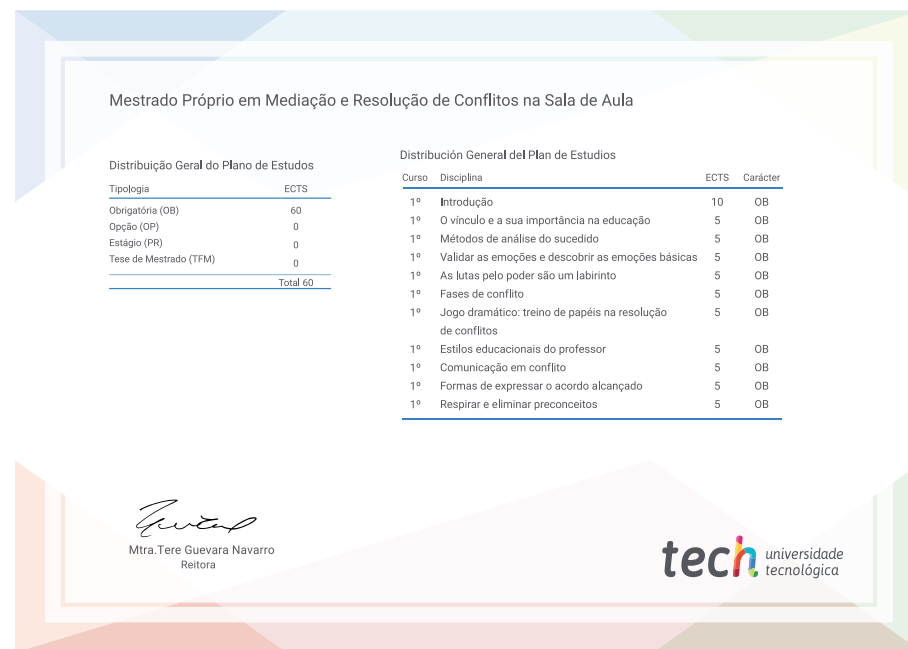 Mestrado Próprio em Mediação e Resolução de Conflitos na Sala de Aula
Distribuição Geral do Plano de Estudos
Tipologia ECTS
Obrigatória (OB) 60
Opção (OP) 0
Estágio (PR) 0
Tese de Mestrado (TFM) 0
Total 60
Distribución General del Plan de Estudios
Curso Disciplina ECTS Carácter
1º Introdução 10 OB
1º O vínculo e a sua importância na educação 5 OB
1º Métodos de análise do sucedido 5 OB
1º Validar as emoções e descobrir as emoções básicas 5 OB
1º As lutas pelo poder são um labirinto 5 OB
1º Fases de conflito 5 OB
1º Jogo dramático: treino de papéis na resolução 5 OB
de conflitos
1º Estilos educacionais do professor 5 OB
1º Comunicação em conflito 5 OB
1º Formas de expressar o acordo alcançado 5 OB
1º Respirar e eliminar preconceitos 5 OB
Mtra.Tere Guevara Navarro
Reitora
tech universidade
tecnológica